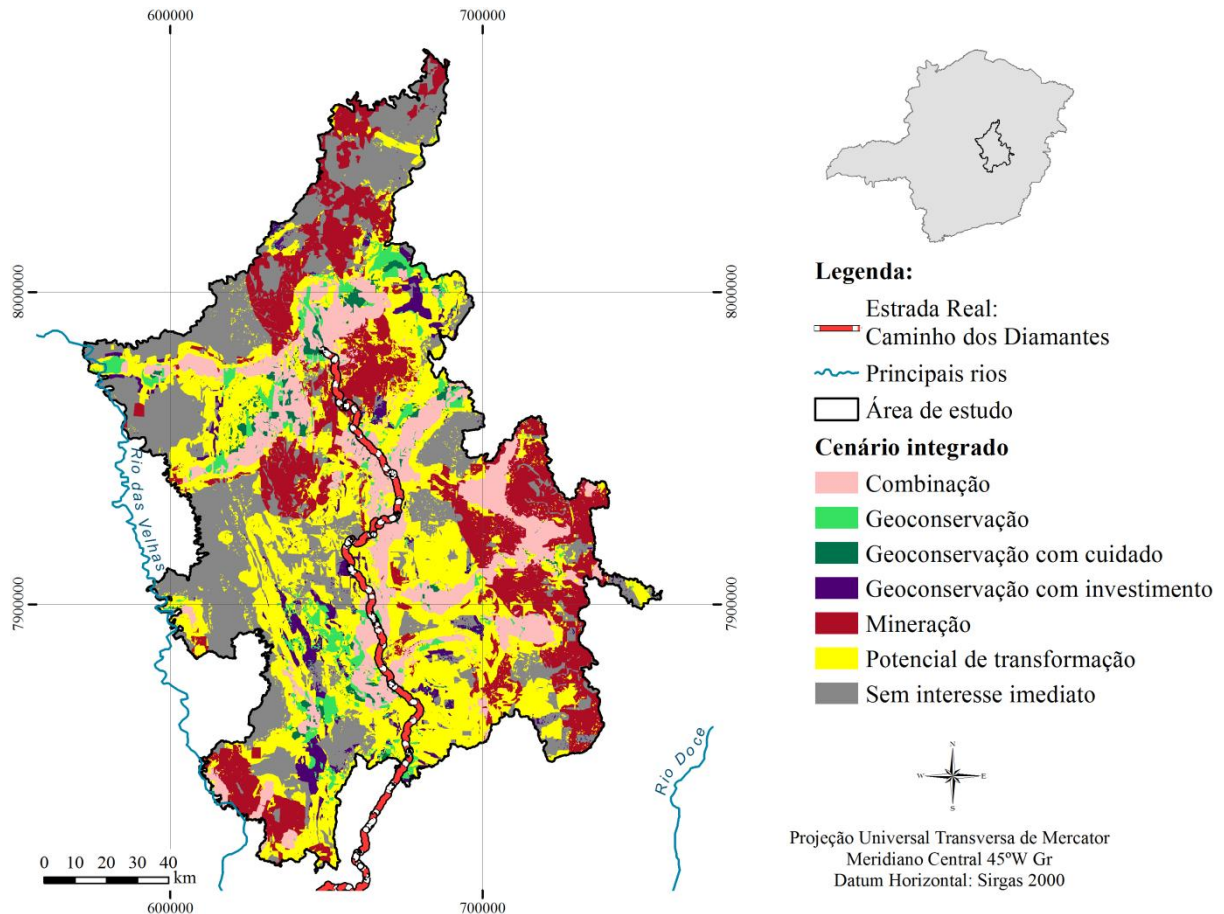 600000
700000
8000000
8000000
7900000
7900000
Rio das Velhas
Rio Doce
0 10 20 30 40
km
600000
700000
Legenda:
Estrada Real:
Caminho dos Diamantes
Principais rios
Área de estudo
Cenário integrado
Combinação
Geoconservação
Geoconservação com cuidado
Geoconservação com investimento
Mineração
Potencial de transformação
Sem interesse imediato
N
W
E
S
Projeção Universal Transversa de Mercator
Meridiano Central 45ºW Gr
Datum Horizontal: Sirgas 2000